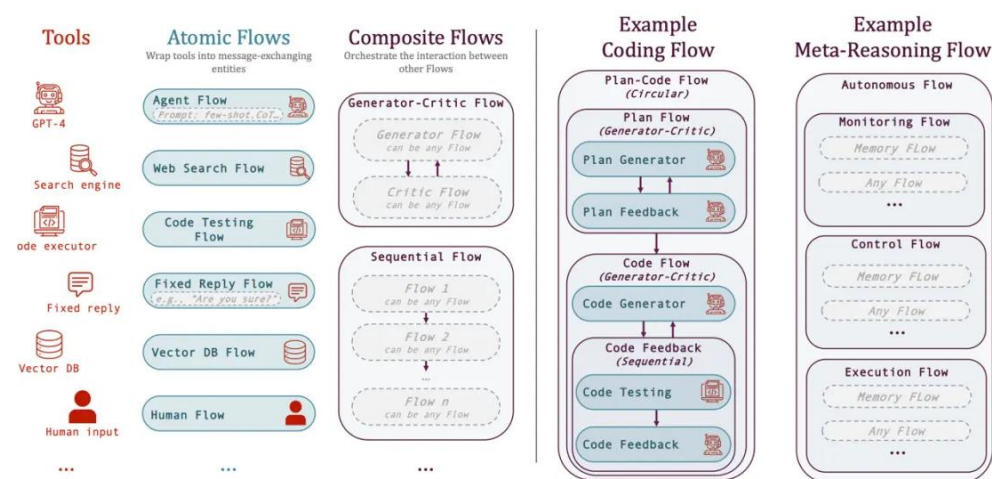 Tools
GPT-4
Search engine
ode executor
Fixed reply
Vector DB
Human input
...
Atomic Flows
Wrap tools into message-exchanging
entities
Agent Flow
Prompt: few-shot,CoT…
Web Search Flow
Code Testing
Flow
Fixed Reply Flow
e.g., "Are you sure?"
Vector DB Flow
Human Flow
...
Composite Flows
Orchestrate the interaction between
other Flows
Generator-Critic Flow
Generator Flow
can be any Flow
Critic Flow
can be any Flow
Sequential Flow
Flow 1
can be any Flow
Flow 2
can be any Flow
...
Flow n
can be any Flow
...
Example
Coding Flow
Plan-Code Flow
(Circular)
Plan Flow
(Generator-Critic)
Plan Generator
Plan Feedback
Code Flow
(Generator-Critic)
Code Generator
Code Feedback
(Sequential)
Code Testing
Code Feedback
Example
Meta-Reasoning Flow
Autonomous Flow
Monitoring Flow
Memory FLow
Any Flow
...
Control Flow
Memory FLow
Any Flow
...
Execution Flow
Memory FLow
Any Flow
...